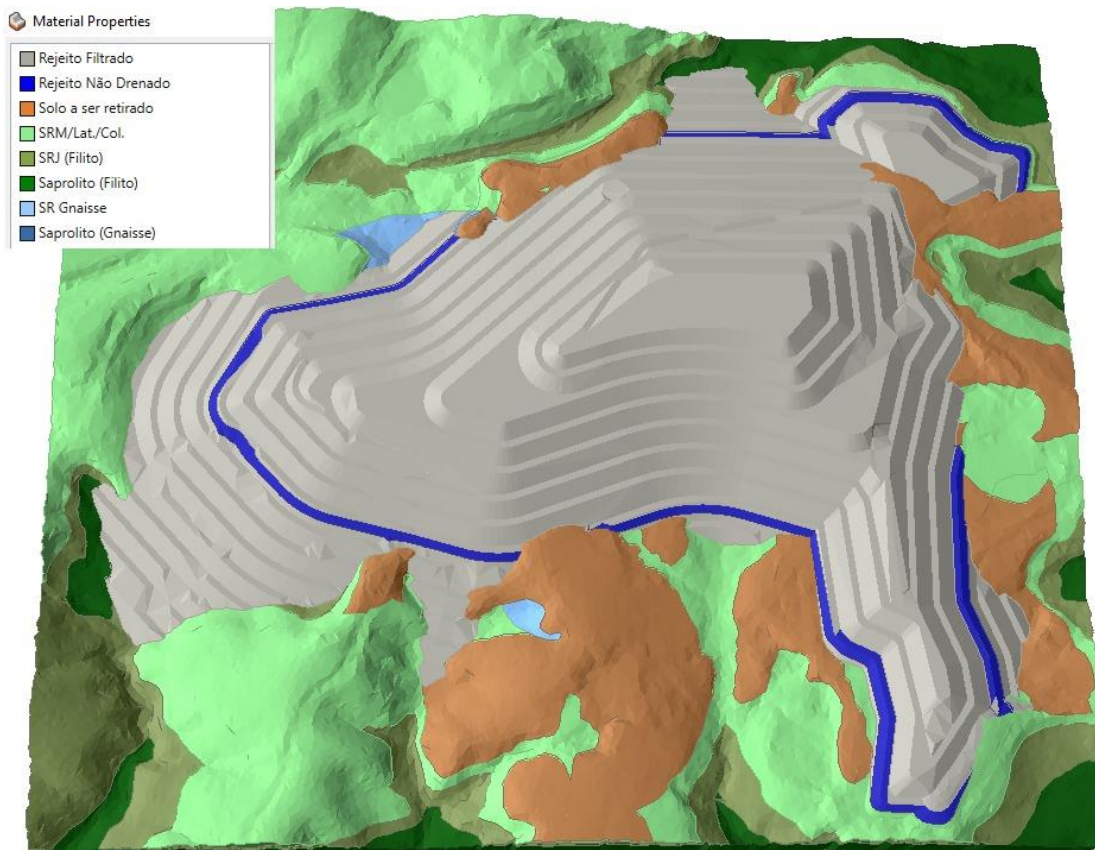 Material Properties
Rejeito Filtrado
Rejeito Não Drenado
Solo a ser retirado
SRM/Lat./Col.
SRJ (Filito)
Saprolito (Filito)
SR Gnaisse
Saprolito (Gnaisse)